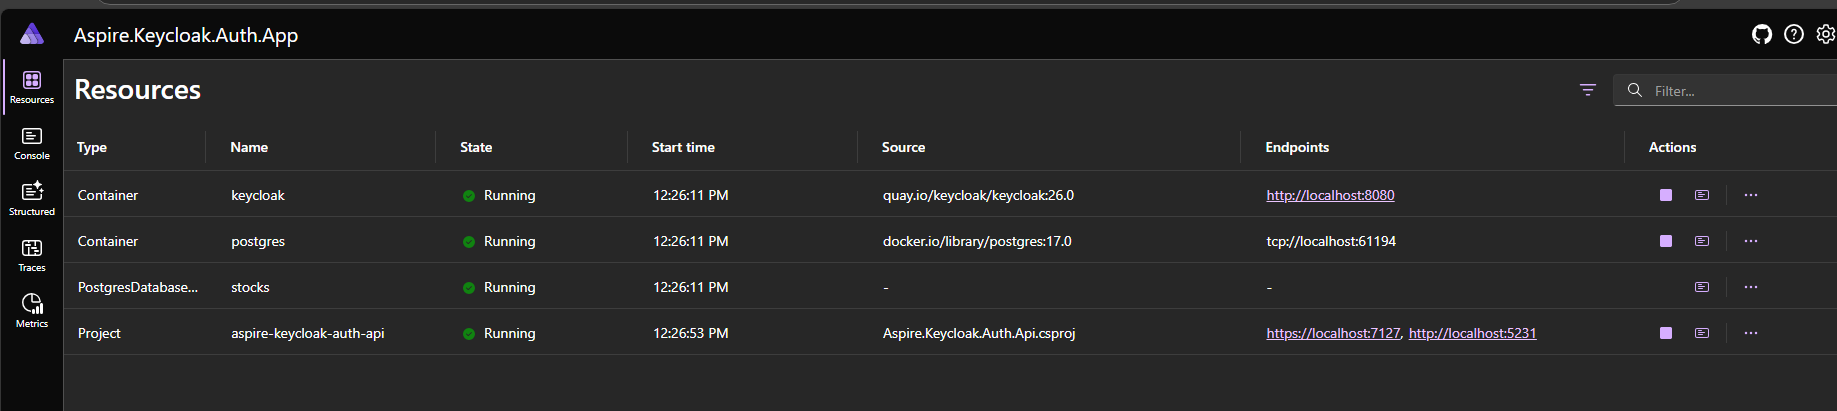 Aspire.Keycloak.Auth.App
Resources
Console
Structured
Traces
Metrics
Resources
Filter...
Type Name State Start time Source Endpoints Actions
Container keycloak Running 12:26:11 PM quay.io/keycloak/keycloak:26.0 http://localhost:8080 ...
Container postgres Running 12:26:11 PM docker.io/library/postgres:17.0 tcp://localhost:61194 ...
PostgresDatabase... stocks Running 12:26:11 PM - - ...
Project aspire-keycloak-auth-api Running 12:26:53 PM Aspire.Keycloak.Auth.Api.csproj https://localhost:7127, http://localhost:5231 ...